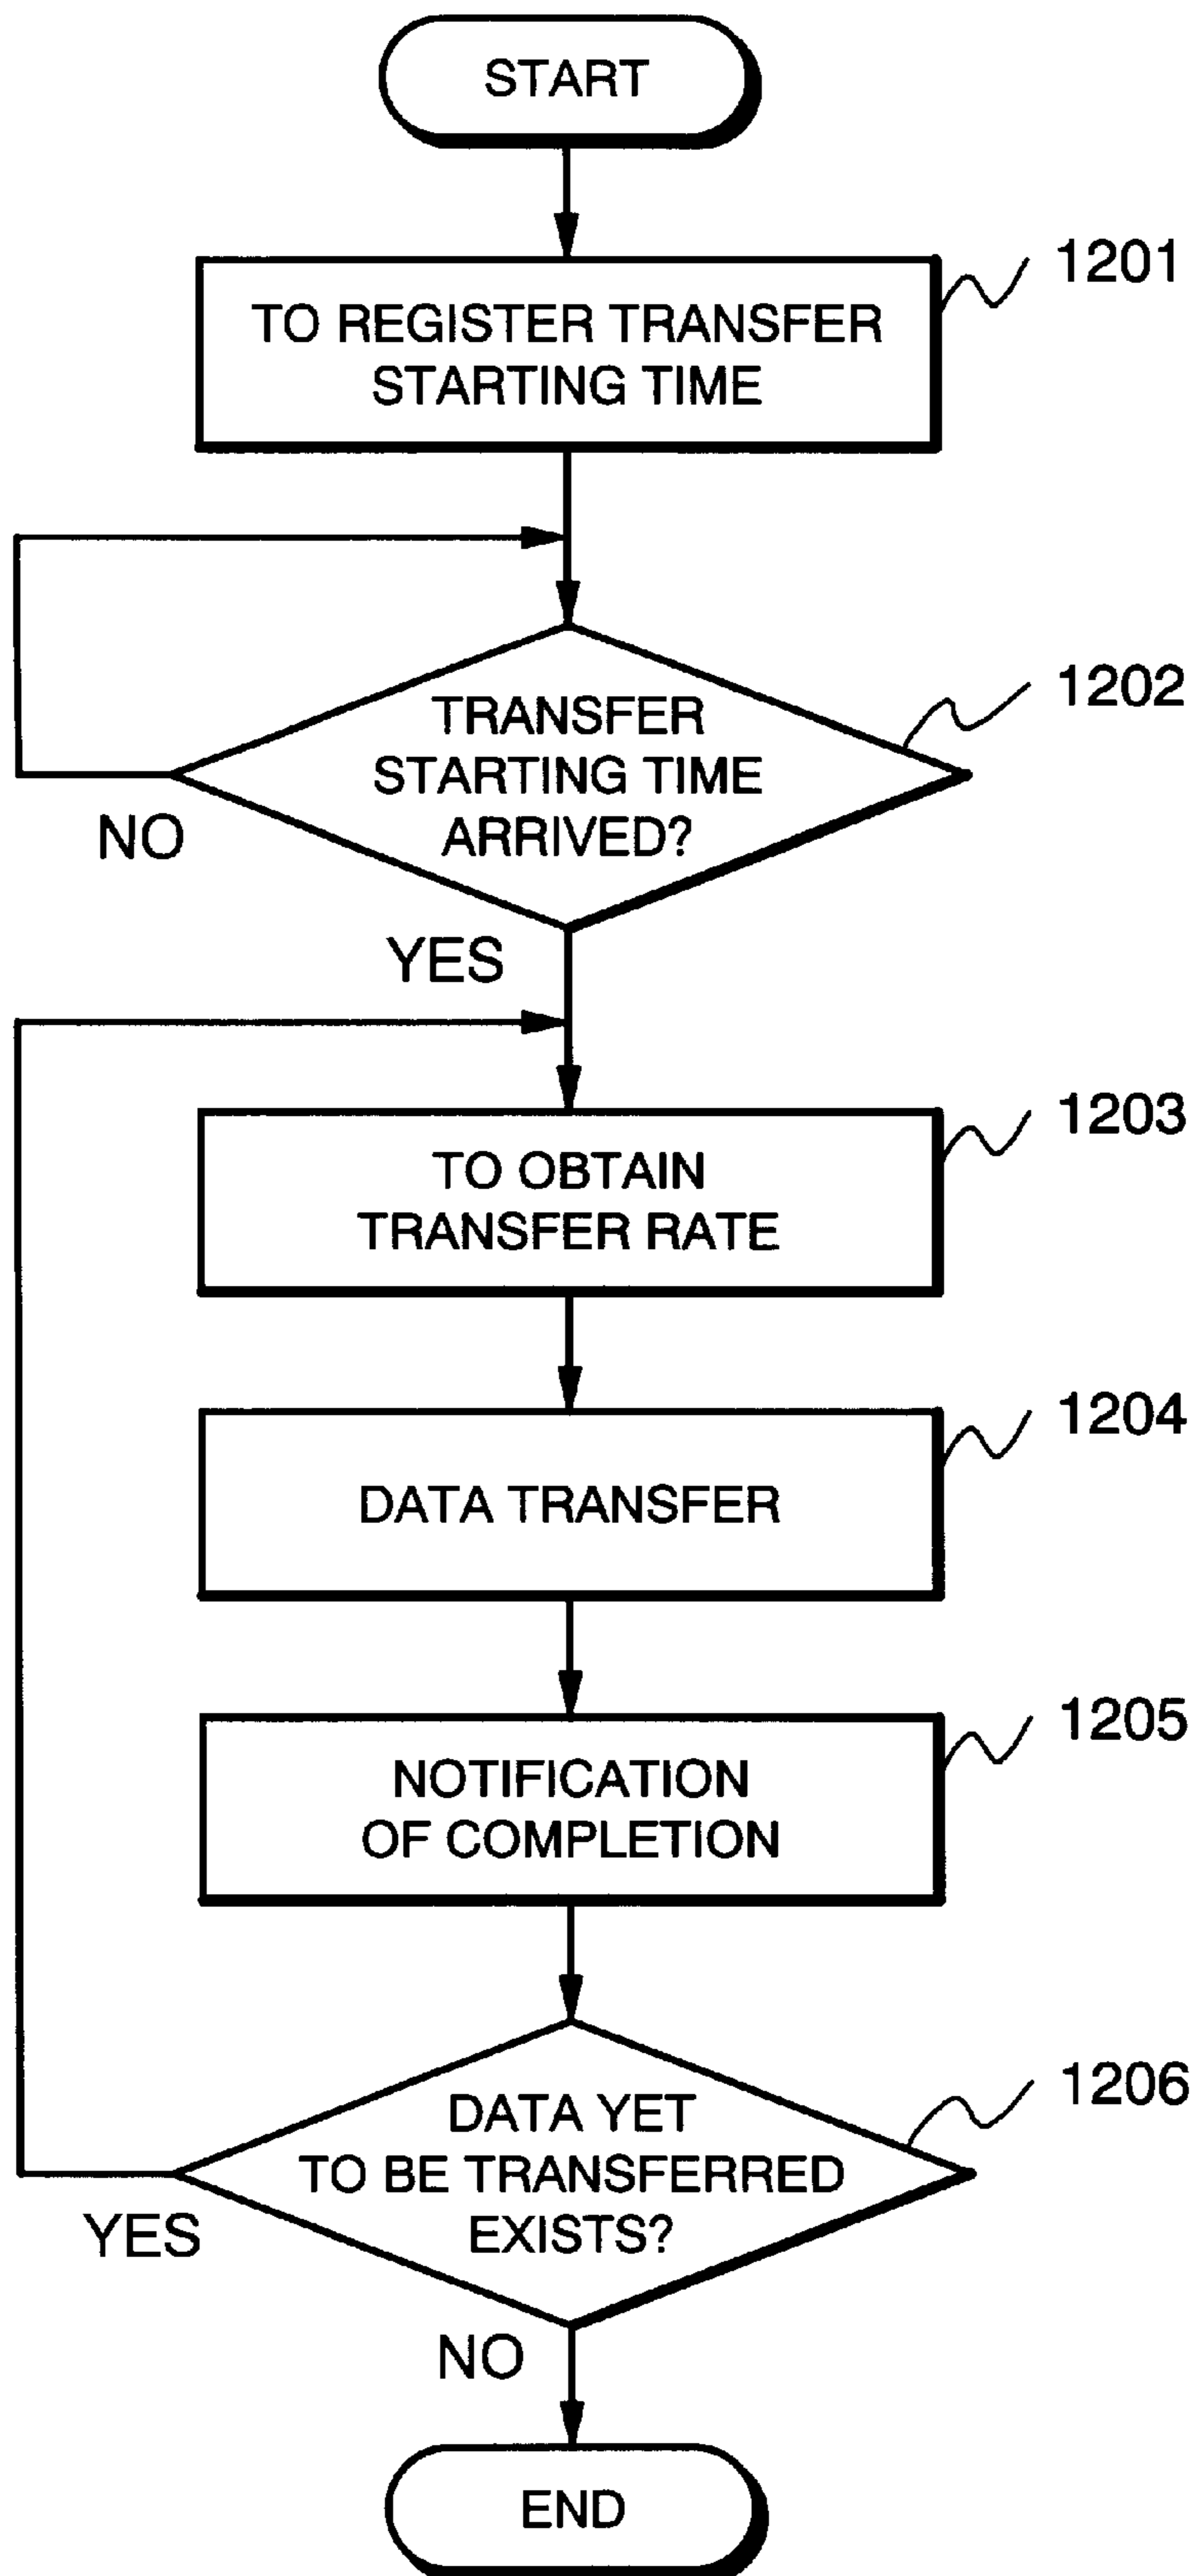 START
1201
TO REGISTER TRANSFER
STARTING TIME
1202
TRANSFER
STARTING TIME
ARRIVED?
NO
YES
1203
TO OBTAIN
TRANSFER RATE
1204
DATA TRANSFER
1205
NOTIFICATION
OF COMPLETION
1206
DATA YET
TO BE TRANSFERRED
EXISTS?
YES
NO
END